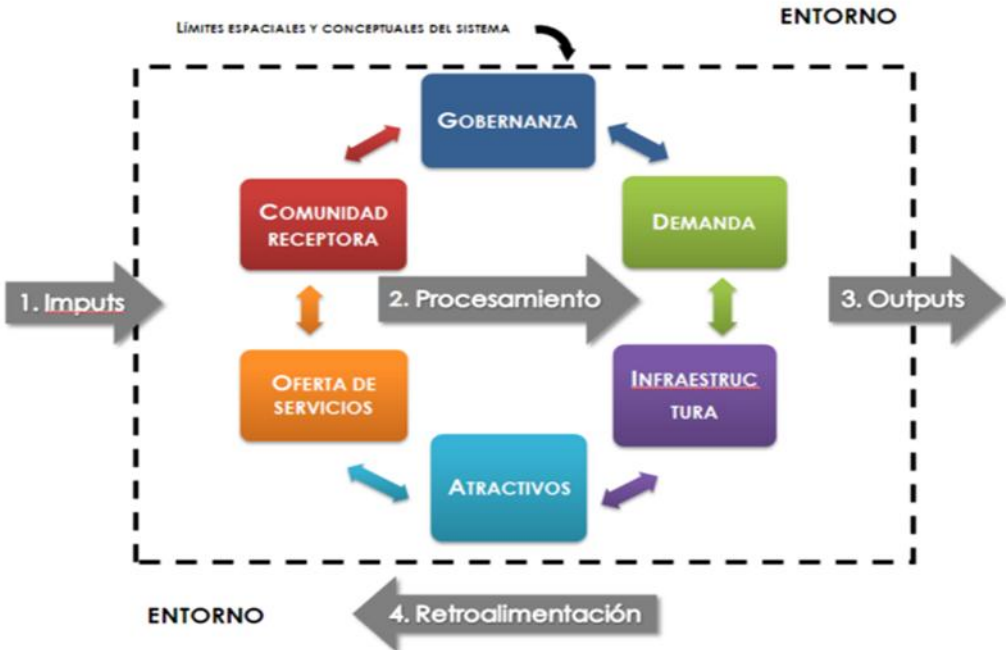 ENTORNO
LÍMITES ESPACIALES Y CONCEPTUALES DEL SISTEMA
GOBERNANZA
COMUNIDAD
RECEPTORA
DEMANDA
1. Imputs
2. Procesamiento
3. Outputs
OFERTA DE
SERVICIOS
INFRAESTRUC
TURA
ATRACTIVOS
ENTORNO
4. Retroalimentación